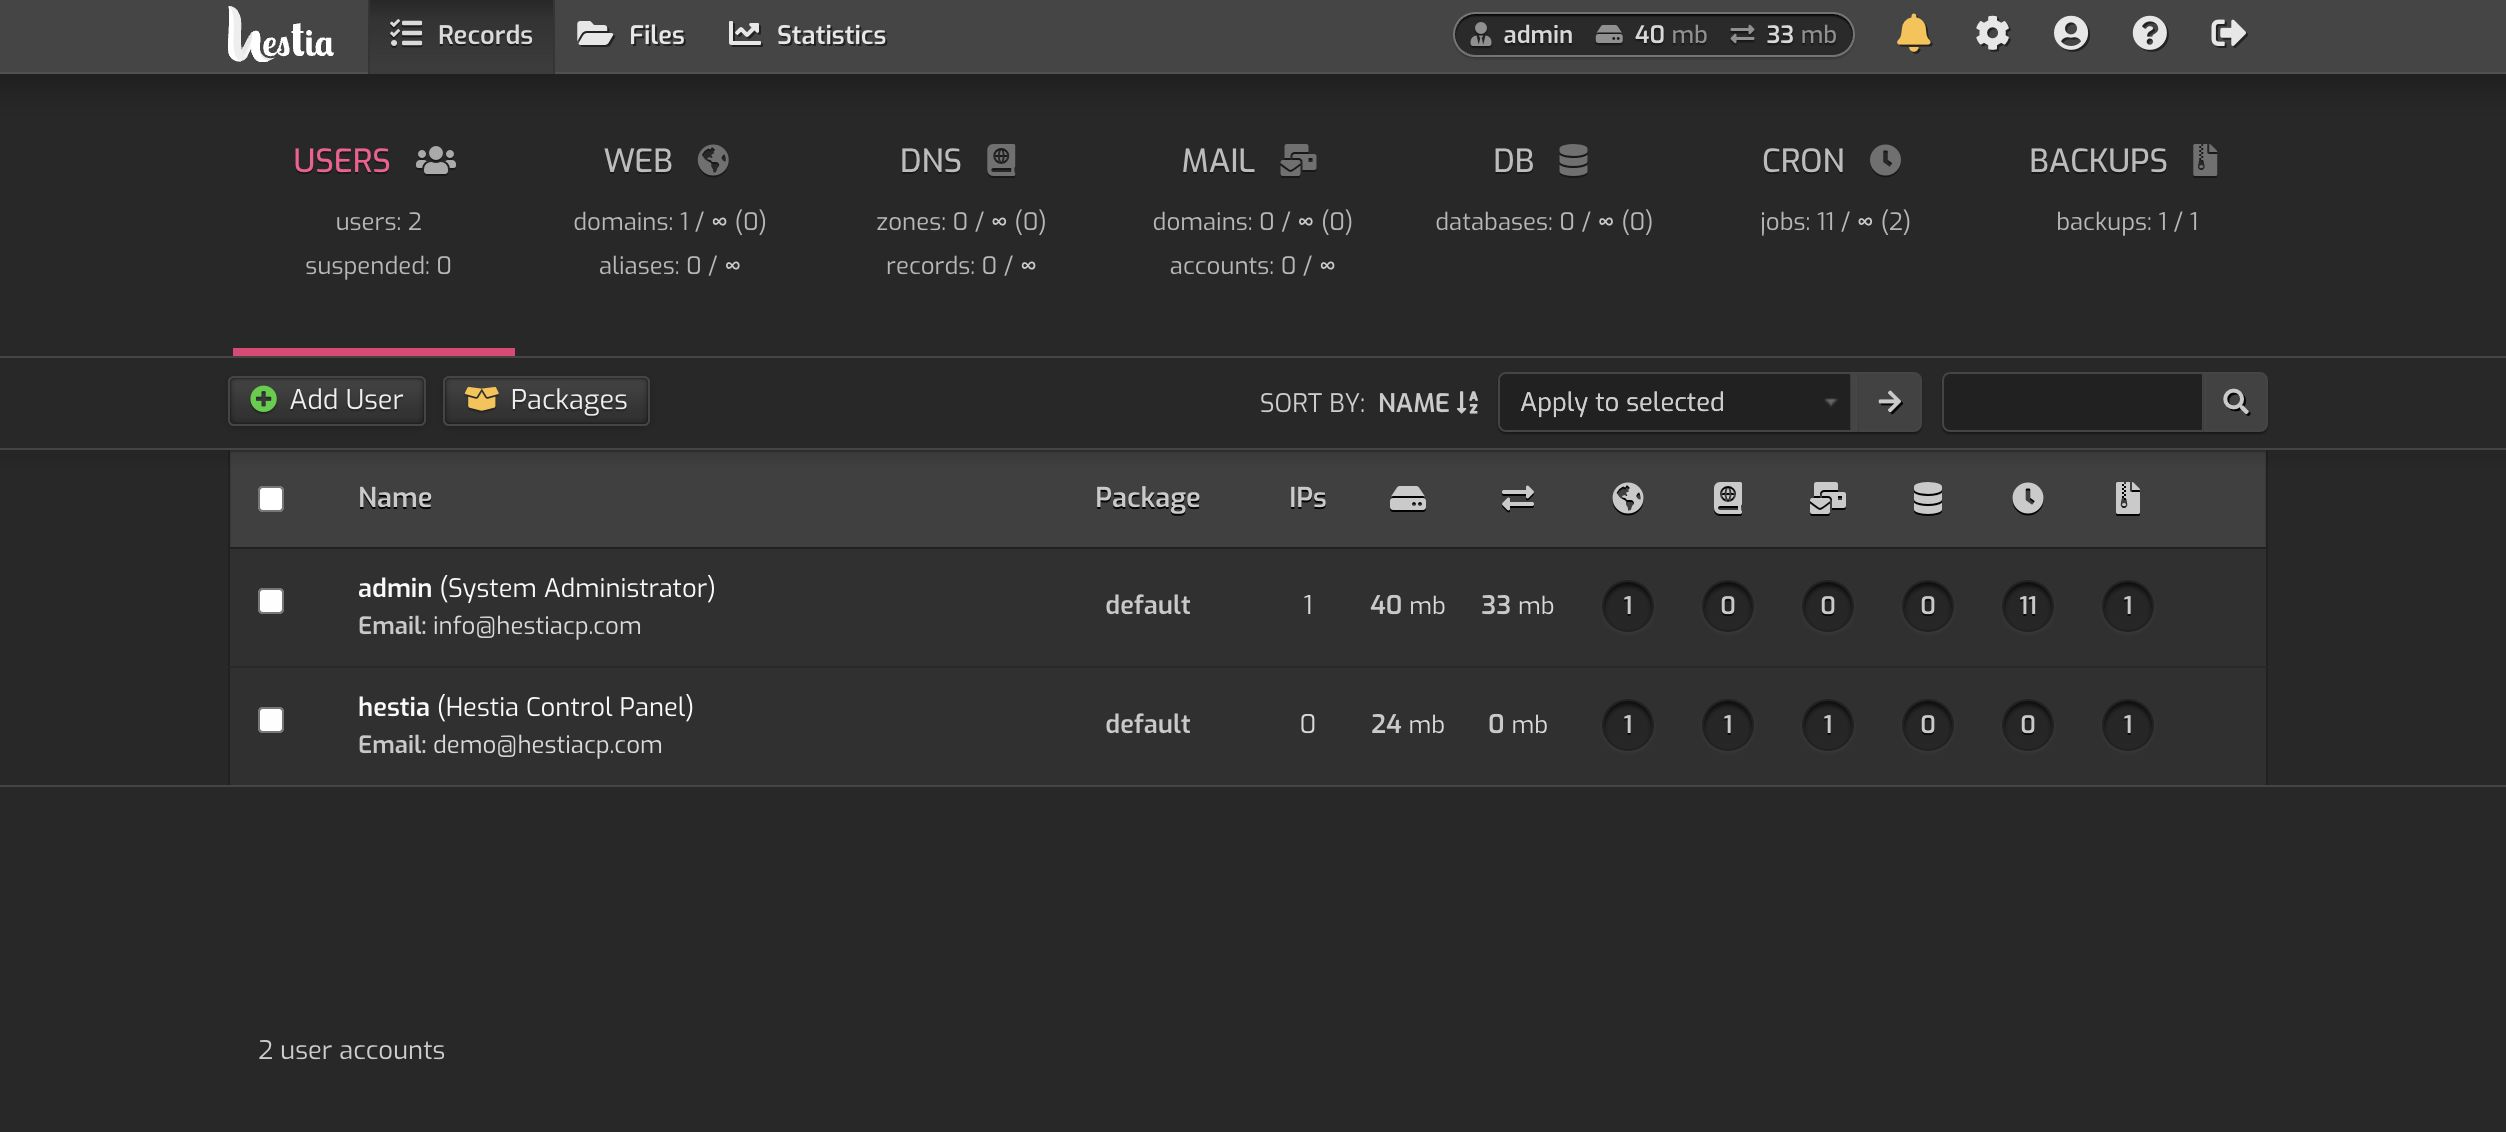 hestia
Records
Files
Statistics
admin 40 mb 33 mb
USERS
users: 2
suspended: 0
WEB
domains: 1 / ∞ (0)
aliases: 0 / ∞
DNS
zones: 0 / ∞ (0)
records: 0 / ∞
MAIL
domains: 0 / ∞ (0)
accounts: 0 / ∞
DB
databases: 0 / ∞ (0)
CRON
jobs: 11 / ∞ (2)
BACKUPS
backups: 1 / 1
Add User
Packages
SORT BY: NAME
Apply to selected
Name Package IPs
admin (System Administrator)
Email: info@hestiacp.com
default 1 40 mb 33 mb 1 0 0 0 11 1
hestia (Hestia Control Panel)
Email: demo@hestiacp.com
default 0 24 mb 0 mb 1 1 1 0 0 1
2 user accounts